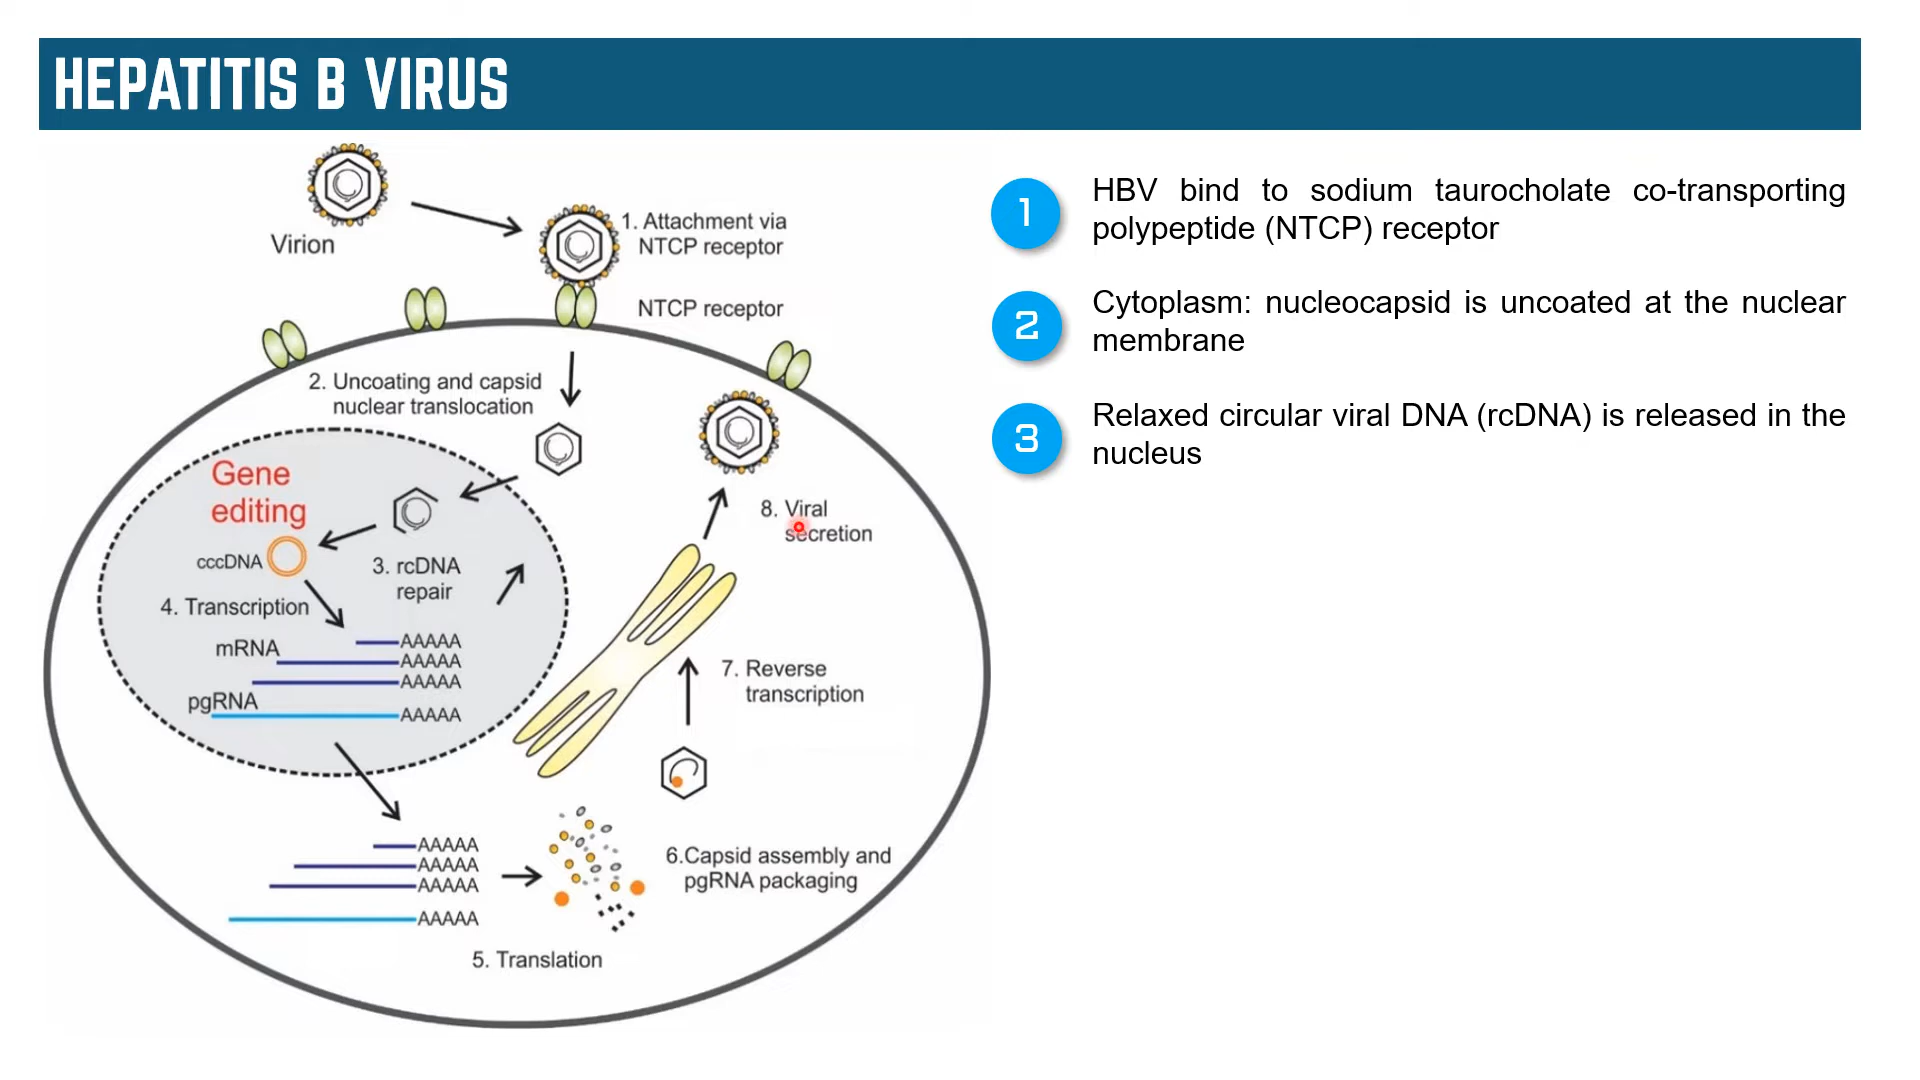 HEPATITIS B VIRUS
Virion
1. Attachment via
NTCP receptor
NTCP receptor
2. Uncoating and capsid
nuclear translocation
Gene
editing
cccDNA
3. rcDNA
repair
4. Transcription
mRNA
AAAAA
AAAAA
AAAAA
pgRNA
AAAAA
AAAAA
AAAAA
AAAAA
AAAAA
5. Translation
6.Capsid assembly and
pgRNA packaging
7. Reverse
transcription
8. Viral
secretion
1
HBV bind to sodium taurocholate co-transporting
polypeptide (NTCP) receptor
2
Cytoplasm: nucleocapsid is uncoated at the nuclear
membrane
3
Relaxed circular viral DNA (rcDNA) is released in the
nucleus